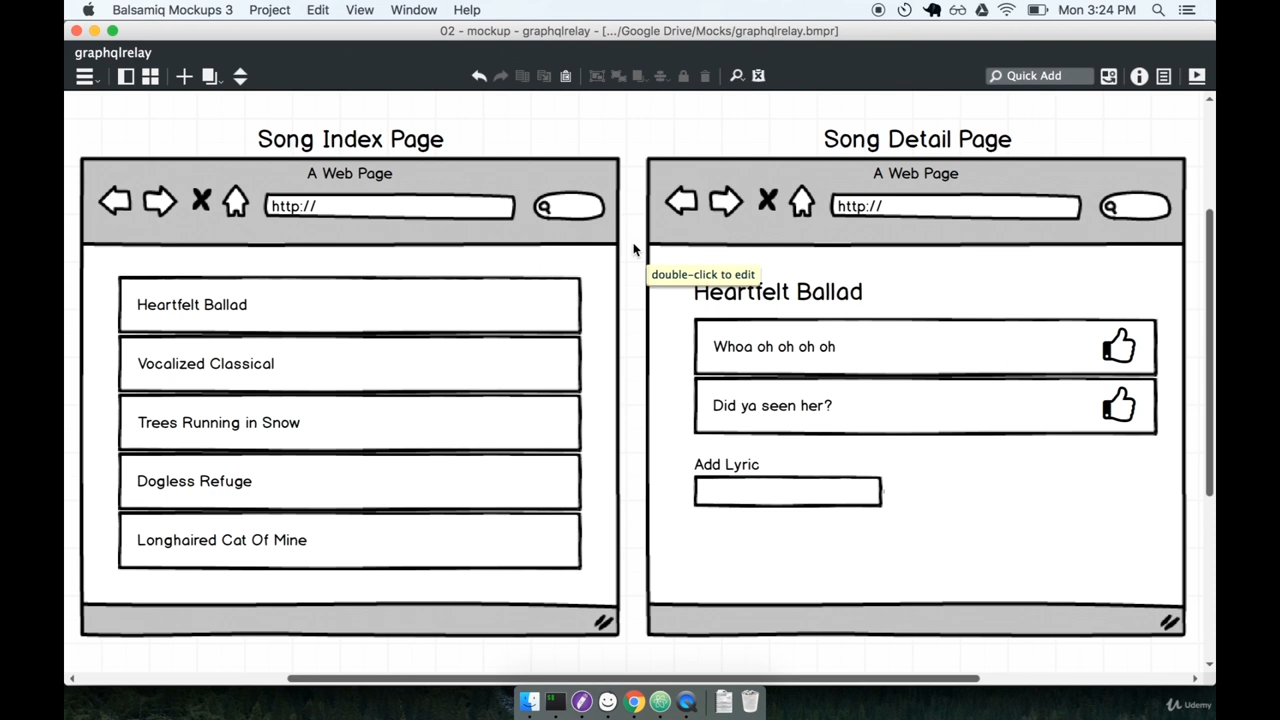 Balsamiq Mockups 3 Project Edit View Window Help Mon 3:24 PM
02 - mockup - graphqlrelay - [.../Google Drive/Mocks/graphqlrelay.bmpr]
graphqlrelay
Quick Add
Song Index Page
A Web Page
http://
Heartfelt Ballad
Vocalized Classical
Trees Running in Snow
Dogless Refuge
Longhaired Cat Of Mine
Song Detail Page
A Web Page
http://
double-click to edit
Heartfelt Ballad
Whoa oh oh oh oh
Did ya seen her?
Add Lyric
Udemy